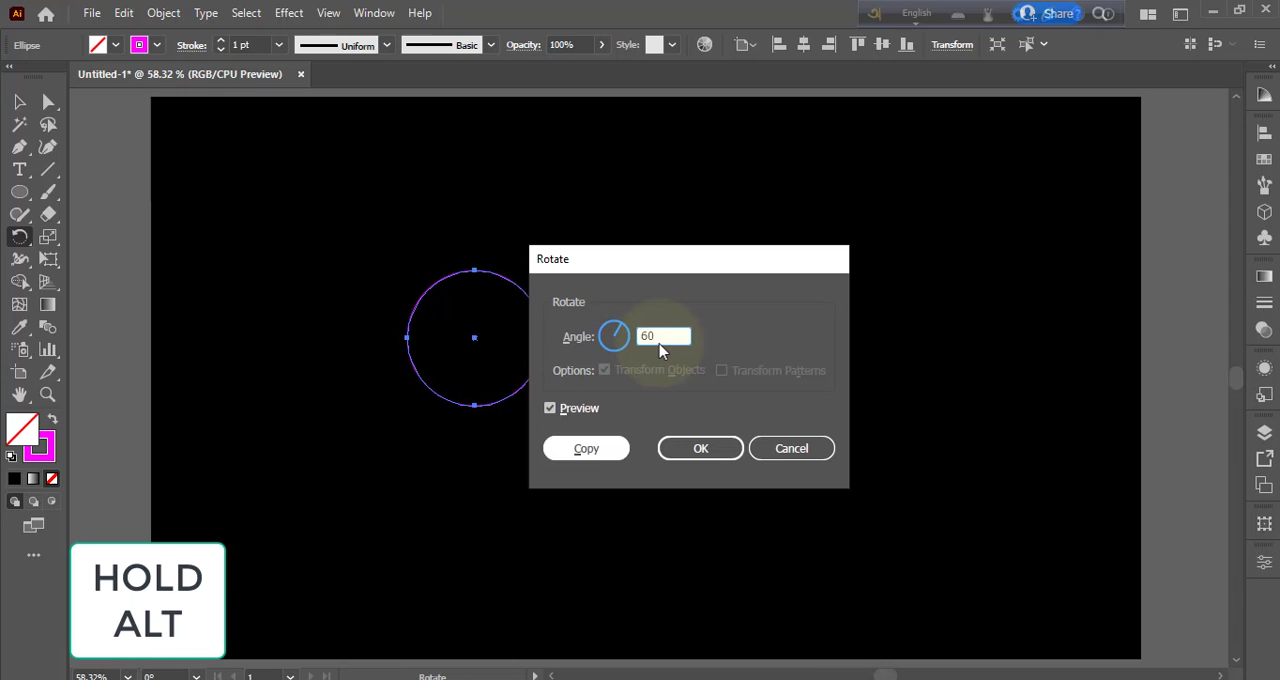 Ai File Edit Object Type Select Effect View Window Help English Share
Ellipse Stroke: 1 pt Uniform Basic Opacity: 100% Style: Transform
Untitled-1* @ 58.32 % (RGB/CPU Preview) ×
Rotate
Rotate
Angle: 60
Options: Transform Objects Transform Patterns
Preview
Copy OK Cancel
HOLD
ALT
58.32% 0° 1 Rotate